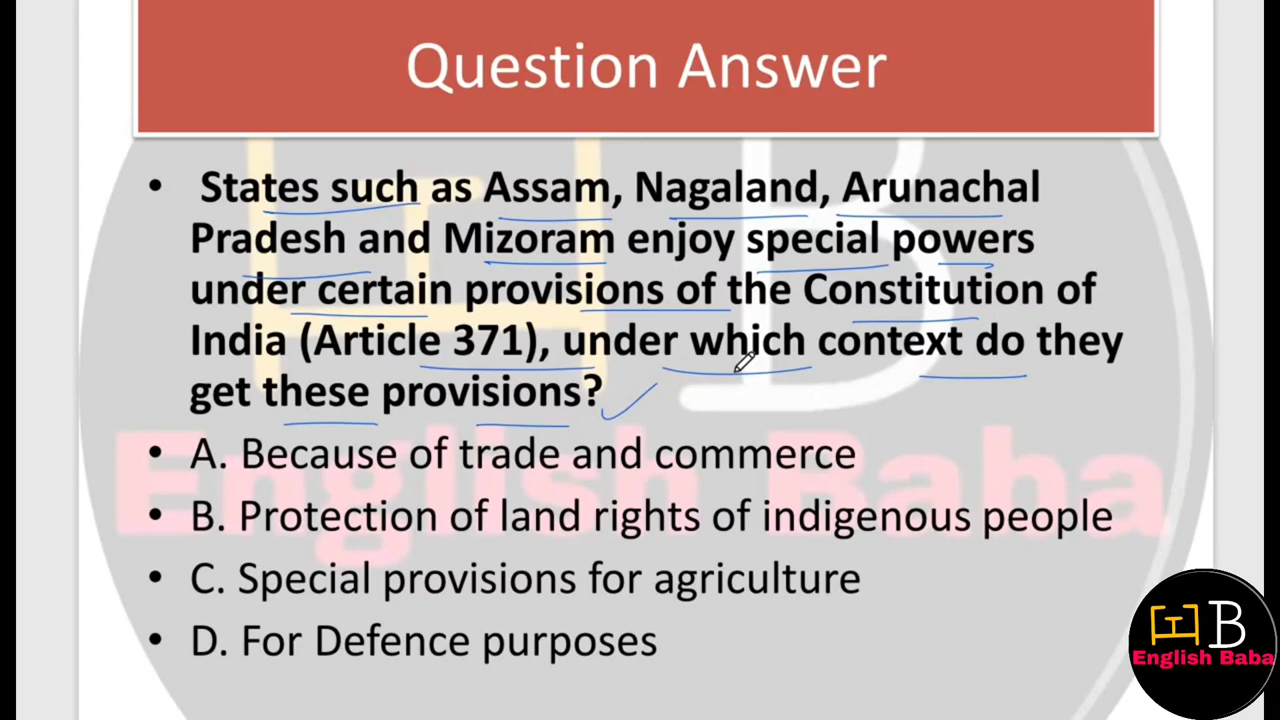 Question Answer
• States such as Assam, Nagaland, Arunachal
Pradesh and Mizoram enjoy special powers
under certain provisions of the Constitution of
India (Article 371), under which context do they
get these provisions?
• A. Because of trade and commerce
• B. Protection of land rights of indigenous people
• C. Special provisions for agriculture
• D. For Defence purposes
English Baba
B
English Baba